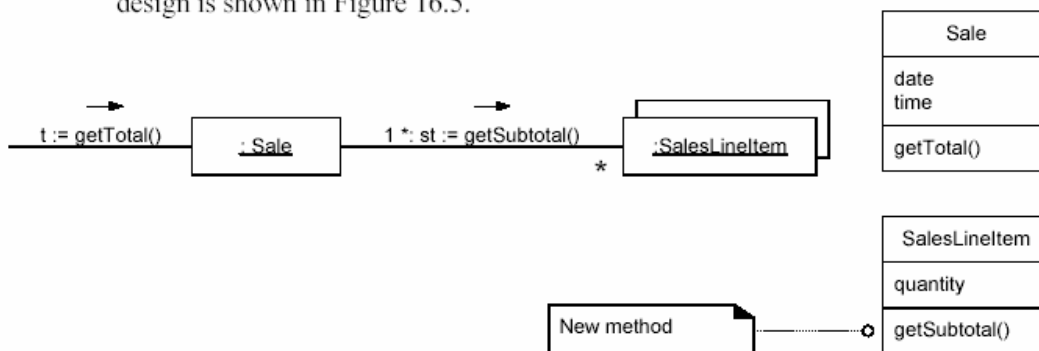 design is shown in Figure 16.5.
Sale
date
time
getTotal()
t := getTotal()
: Sale
1 *: st := getSubtotal()
*
:SalesLineItem
SalesLineItem
quantity
getSubtotal()
New method